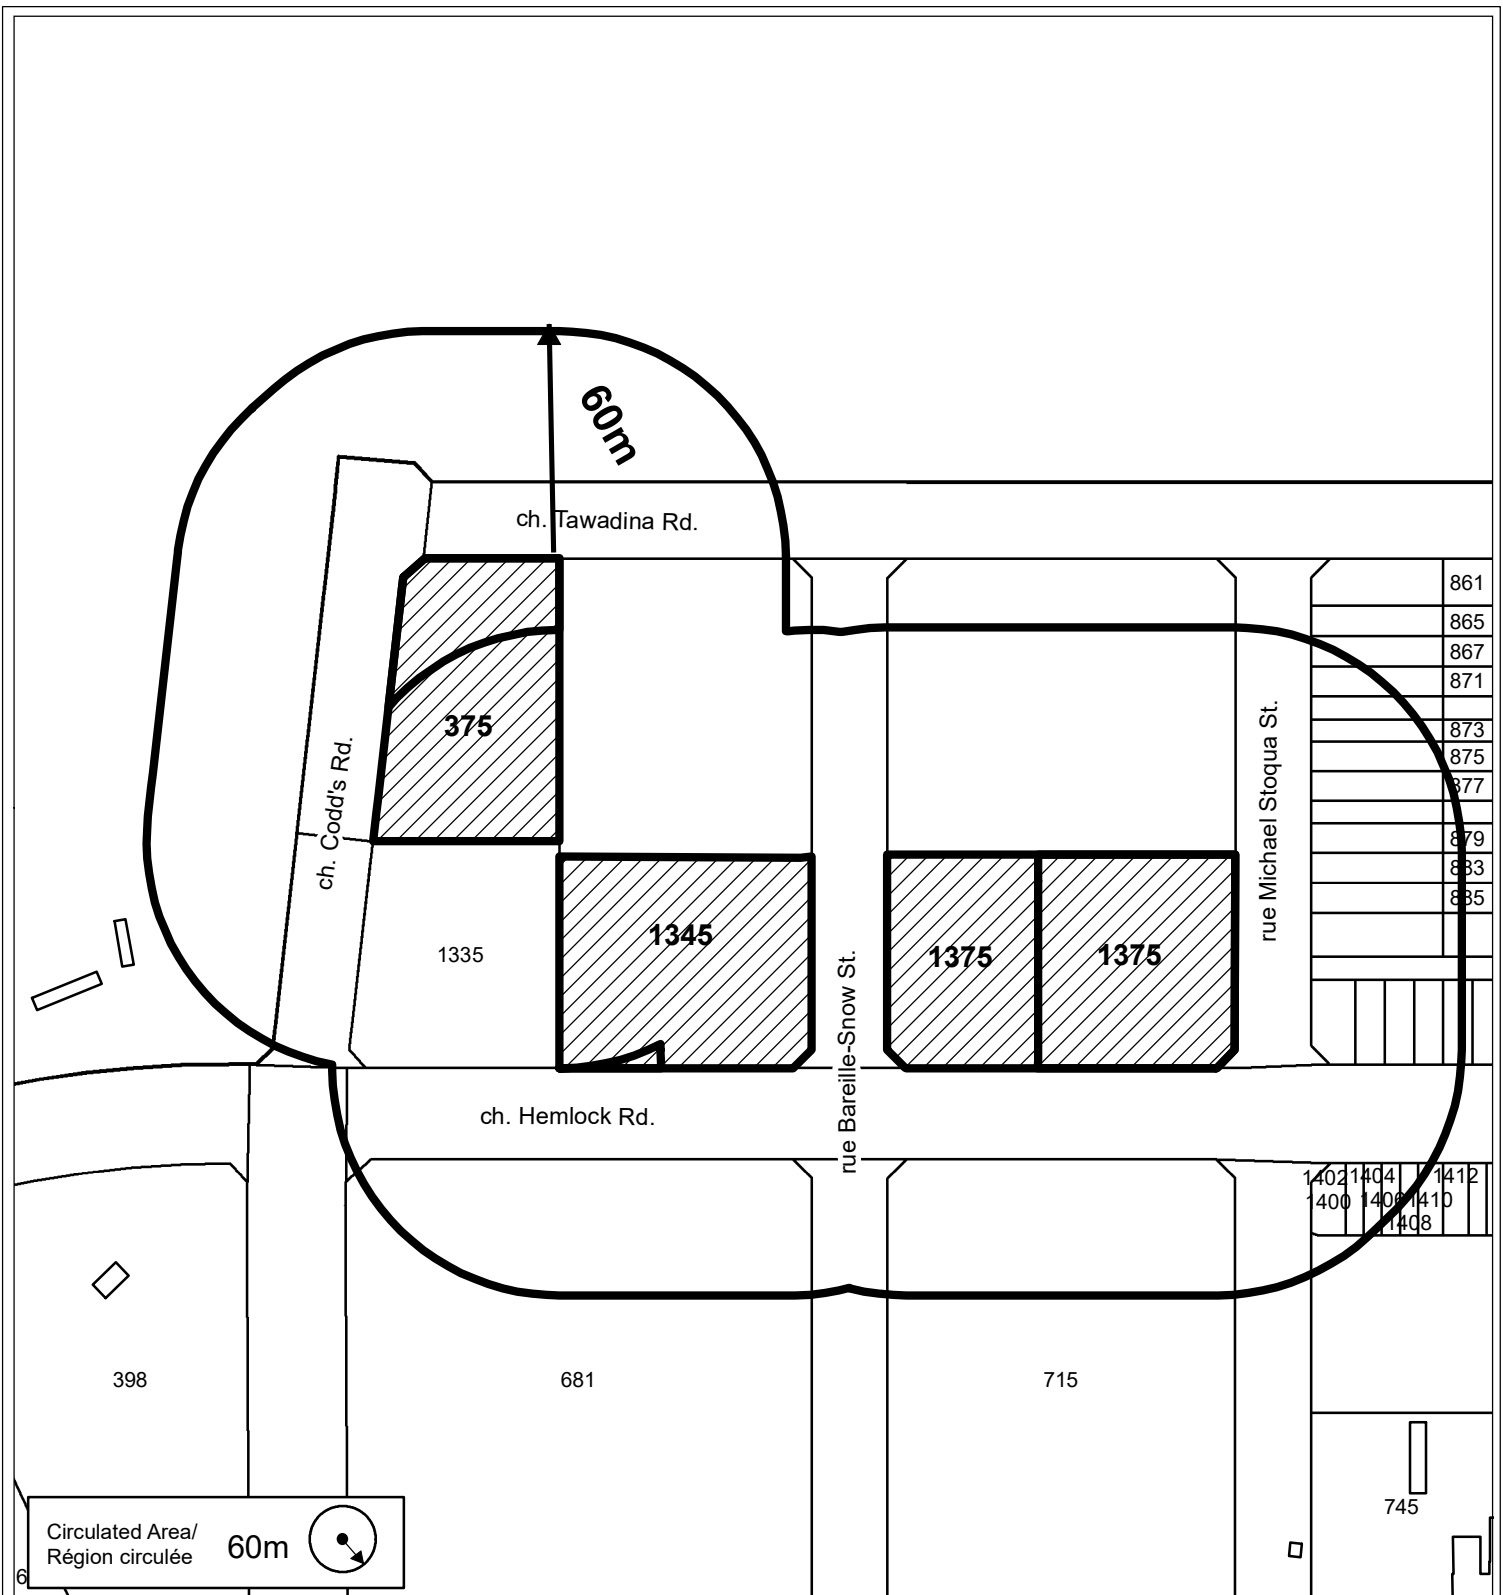 60m
ch. Tawadina Rd.
861
865
867
871
873
875
877
879
883
885
375
ch. Codd's Rd.
rue Michael Stoqua St.
1335
1345
1375
1375
rue Bareille-Snow St.
ch. Hemlock Rd.
1402 1404 1412
1400 1406 1410
1408
398
681
715
745
Circulated Area/
Région circulée
60m
6